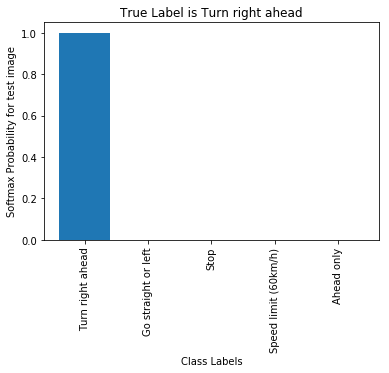 True Label is Turn right ahead
Softmax Probability for test image
1.0
0.8
0.6
0.4
0.2
0.0
Turn right ahead
Go straight or left
Stop
Speed limit (60km/h)
Ahead only
Class Labels